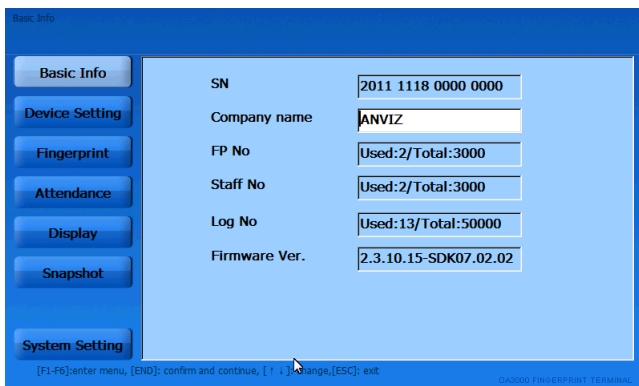 Basic Info
Basic Info
Device Setting
Fingerprint
Attendance
Display
Snapshot
System Setting
SN 2011 1118 0000 0000
Company name ANVIZ
FP No Used:2/Total:3000
Staff No Used:2/Total:3000
Log No Used:13/Total:50000
Firmware Ver. 2.3.10.15-SDK07.02.02
[F1-F6]:enter menu, [END]: confirm and continue, [ ↑ ↓ ]: change,[ESC]: exit
OA3000 FINGERPRINT TERMINAL